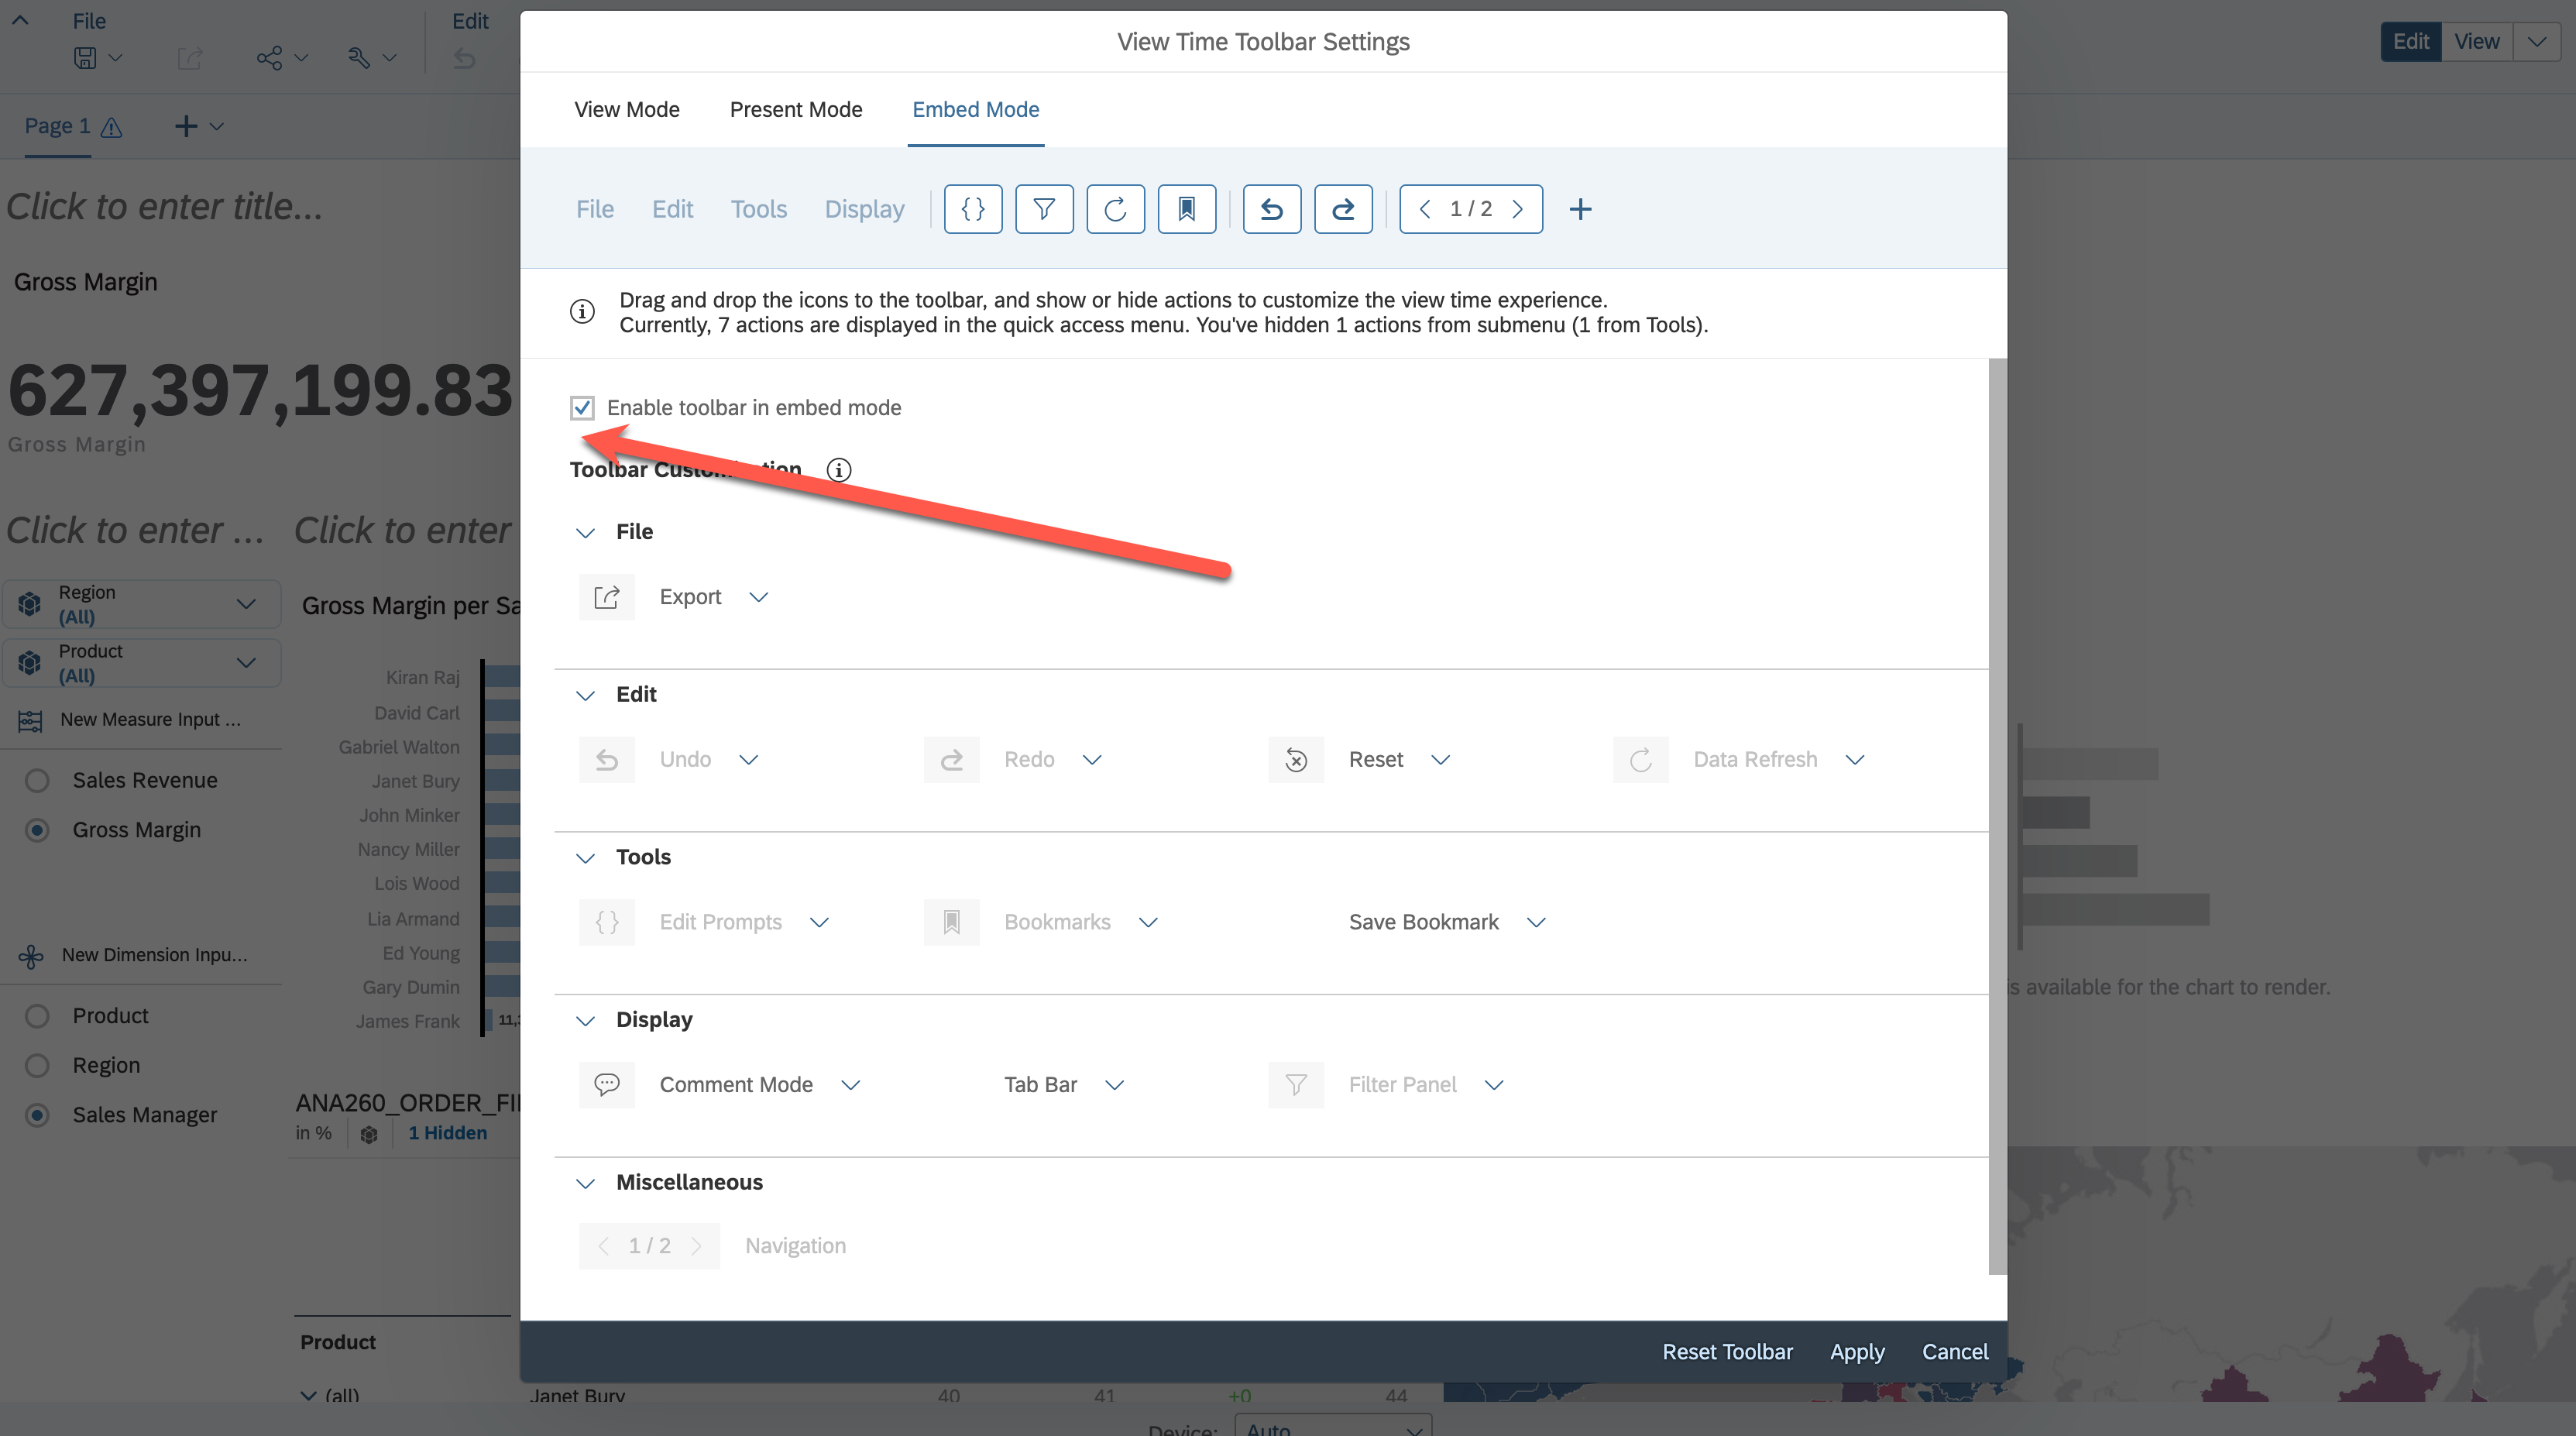 File
Edit
Edit
View
Page 1
Click to enter title...
Gross Margin
627,397,199.83
Gross Margin
Click to enter ...
Click to enter
Region
(All)
Product
(All)
New Measure Input ...
Sales Revenue
Gross Margin
New Dimension Inpu...
Product
Region
Sales Manager
Gross Margin per Sa
Kiran Raj
David Carl
Gabriel Walton
Janet Bury
John Minker
Nancy Miller
Lois Wood
Lia Armand
Ed Young
Gary Dumin
James Frank
11,
ANA260_ORDER_FI
in %
1 Hidden
Product
(all)
Janet Bury
40
41
+0
44
Device:
Auto
s available for the chart to render.
View Time Toolbar Settings
View Mode
Present Mode
Embed Mode
File
Edit
Tools
Display
1 / 2
Drag and drop the icons to the toolbar, and show or hide actions to customize the view time experience.
Currently, 7 actions are displayed in the quick access menu. You've hidden 1 actions from submenu (1 from Tools).
Enable toolbar in embed mode
Toolbar
File
Export
Edit
Undo
Redo
Reset
Data Refresh
Tools
Edit Prompts
Bookmarks
Save Bookmark
Display
Comment Mode
Tab Bar
Filter Panel
Miscellaneous
1 / 2
Navigation
Reset Toolbar
Apply
Cancel